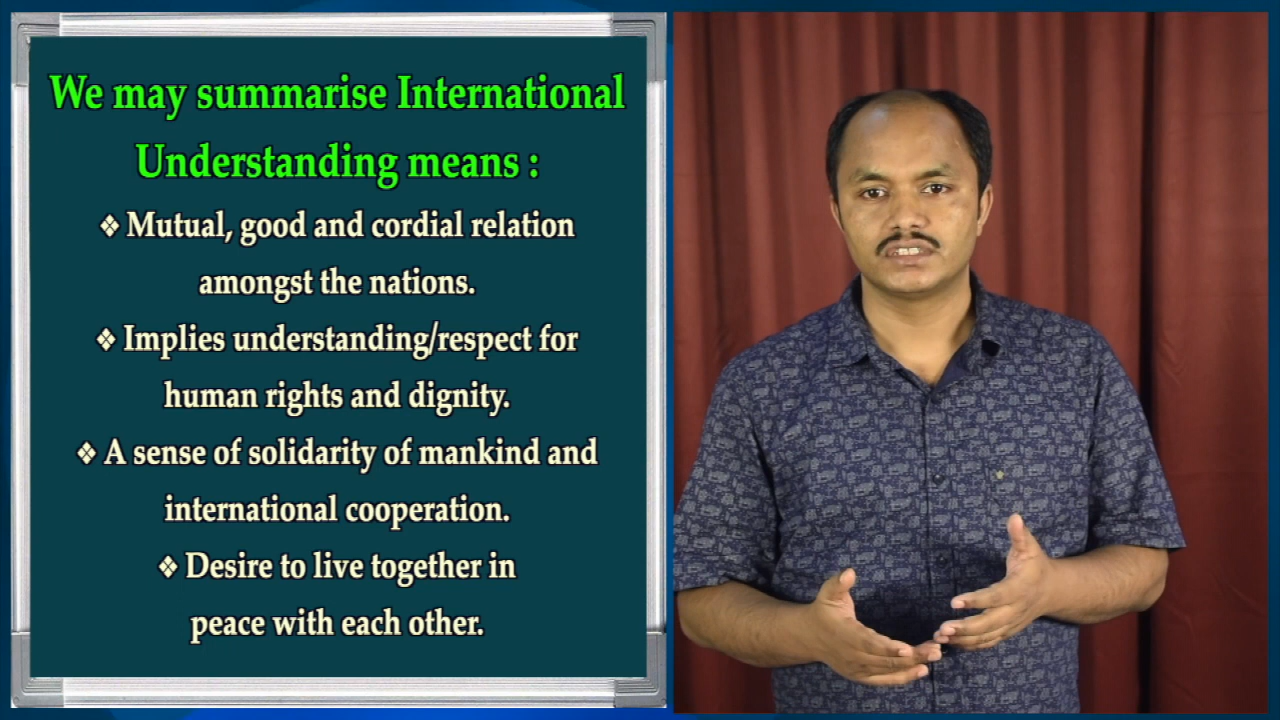 We may summarise International
Understanding means :
❖ Mutual, good and cordial relation
amongst the nations.
❖ Implies understanding/respect for
human rights and dignity.
❖ A sense of solidarity of mankind and
international cooperation.
❖ Desire to live together in
peace with each other.